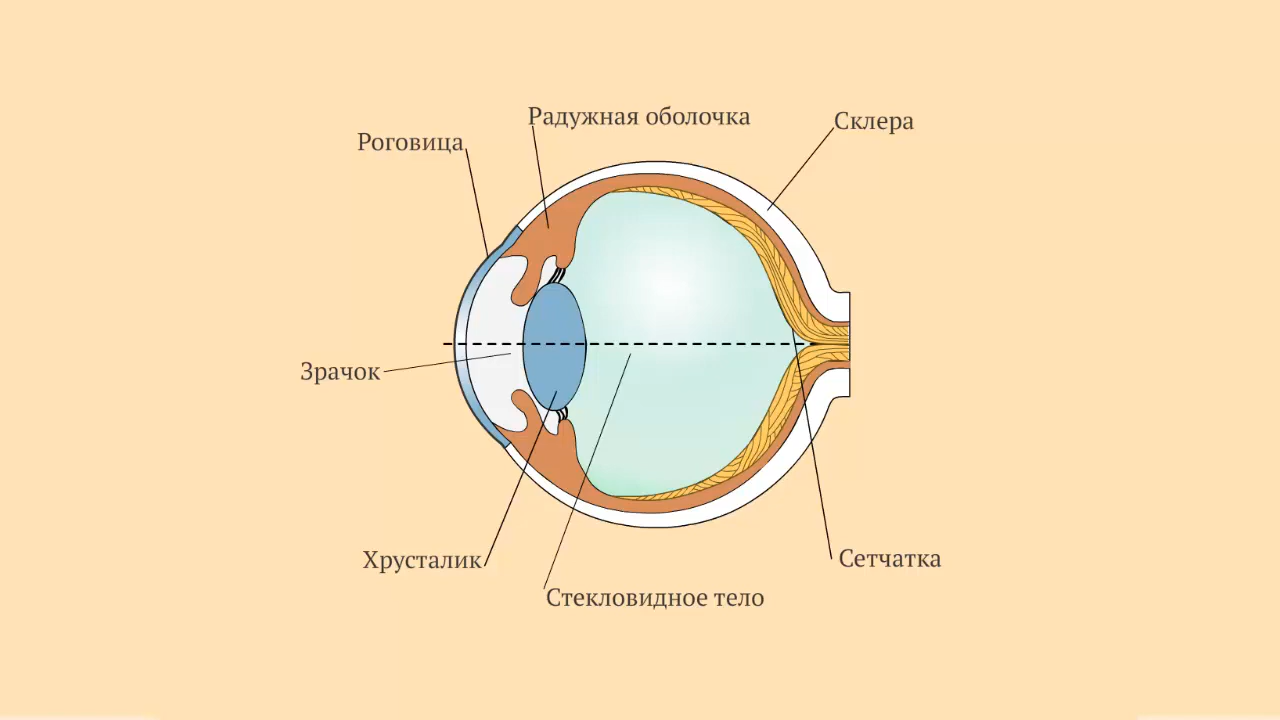 Радужная оболочка
Склера
Роговица
Зрачок
Хрусталик
Сетчатка
Стекловидное тело